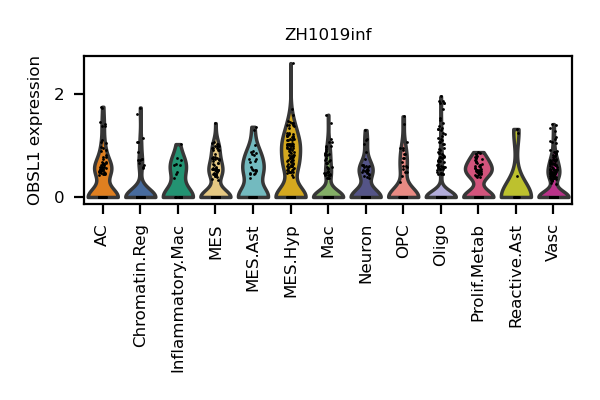 ZH1019inf
OBSL1 expression
2
0
AC
Chromatin.Reg
Inflammatory.Mac
MES
MES.Ast
MES.Hyp
Mac
Neuron
OPC
Oligo
Prolif.Metab
Reactive.Ast
Vasc